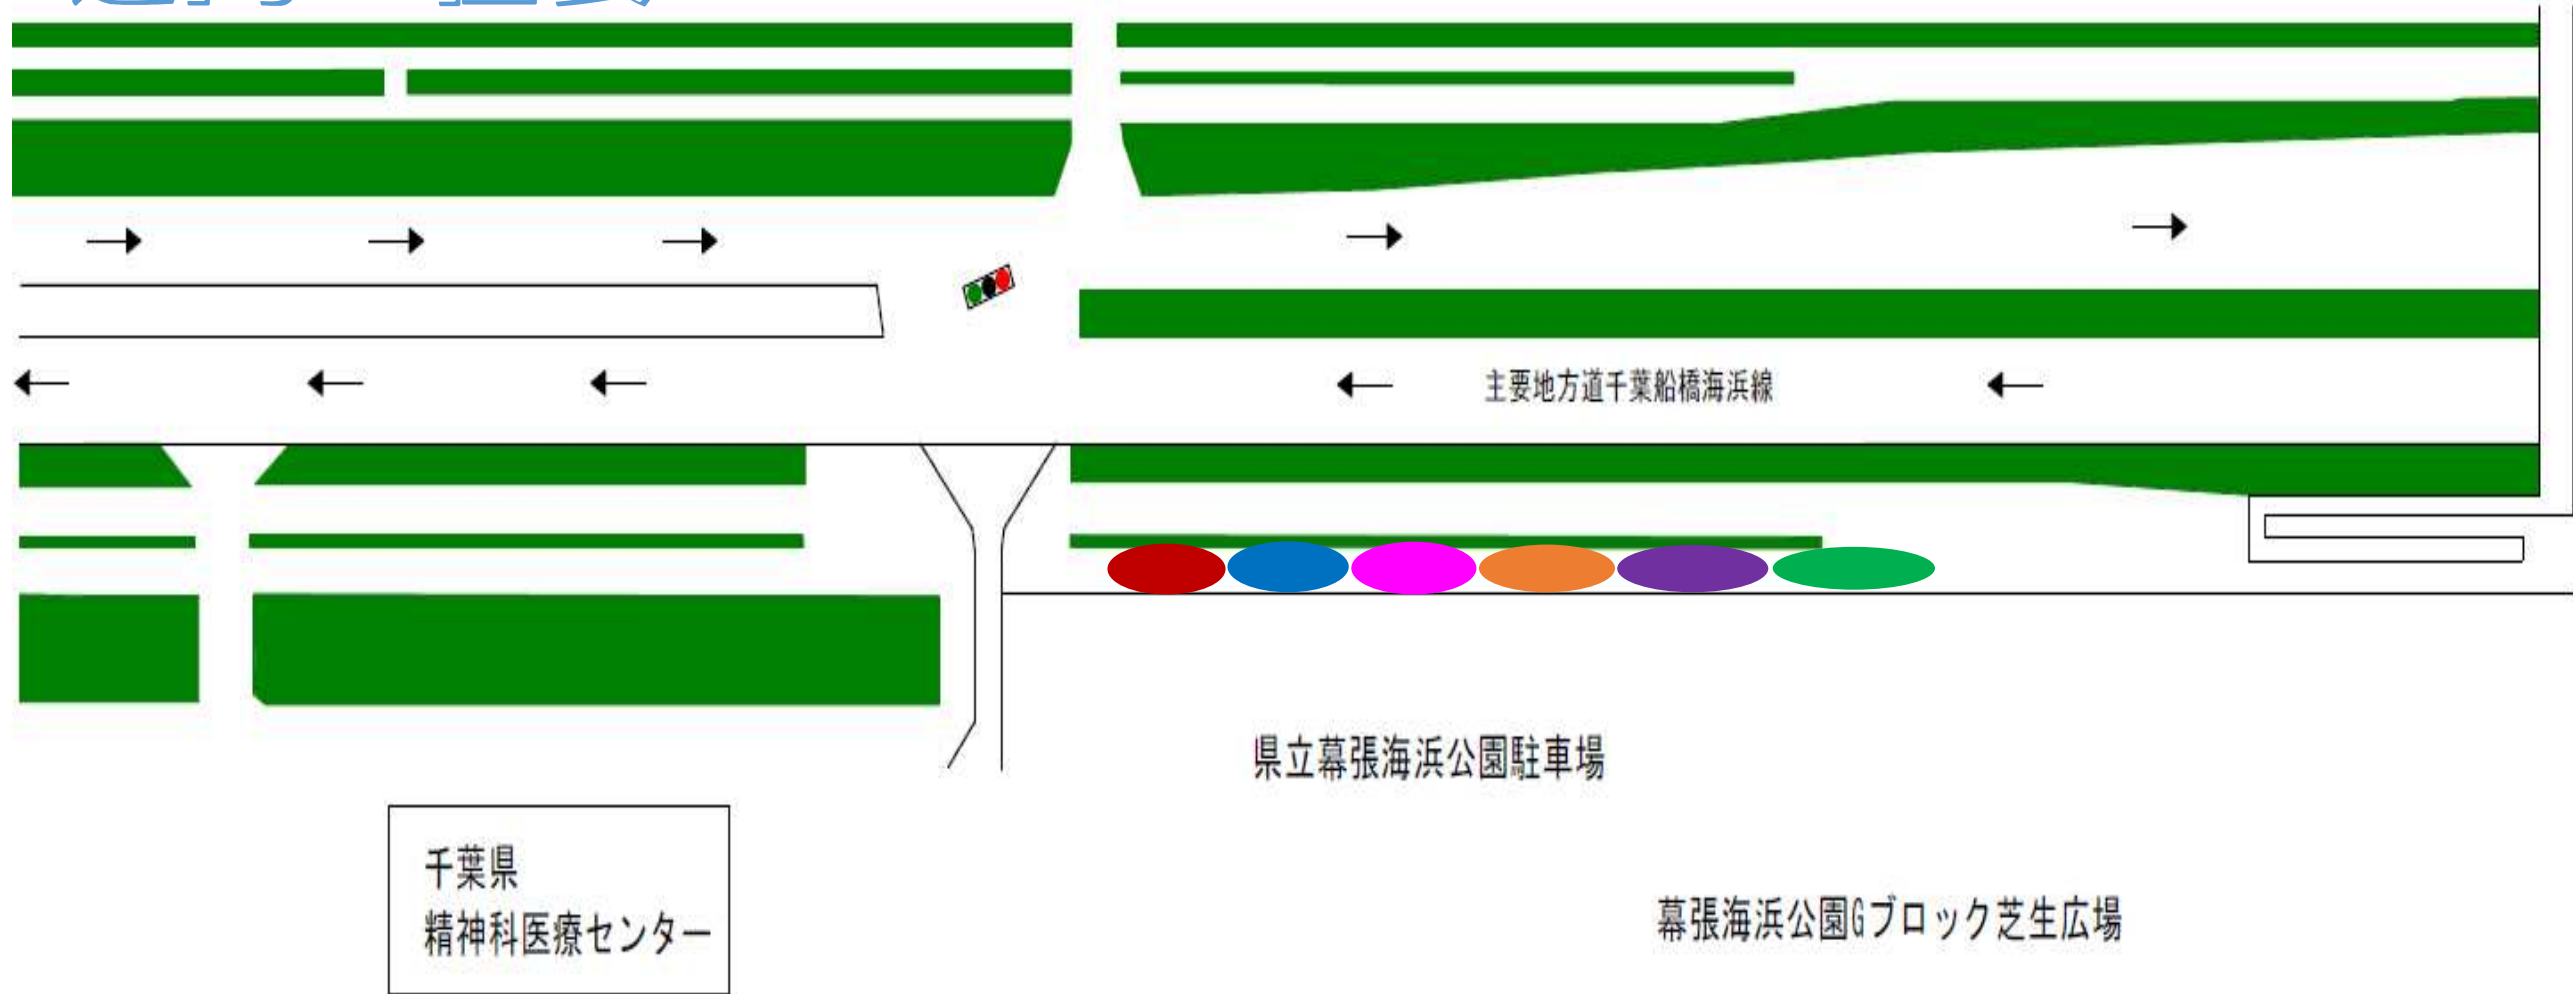 主要地方道千葉船橋海浜線
県立幕張海浜公園駐車場
千葉県
精神科医療センター
幕張海浜公園Gブロック芝生広場